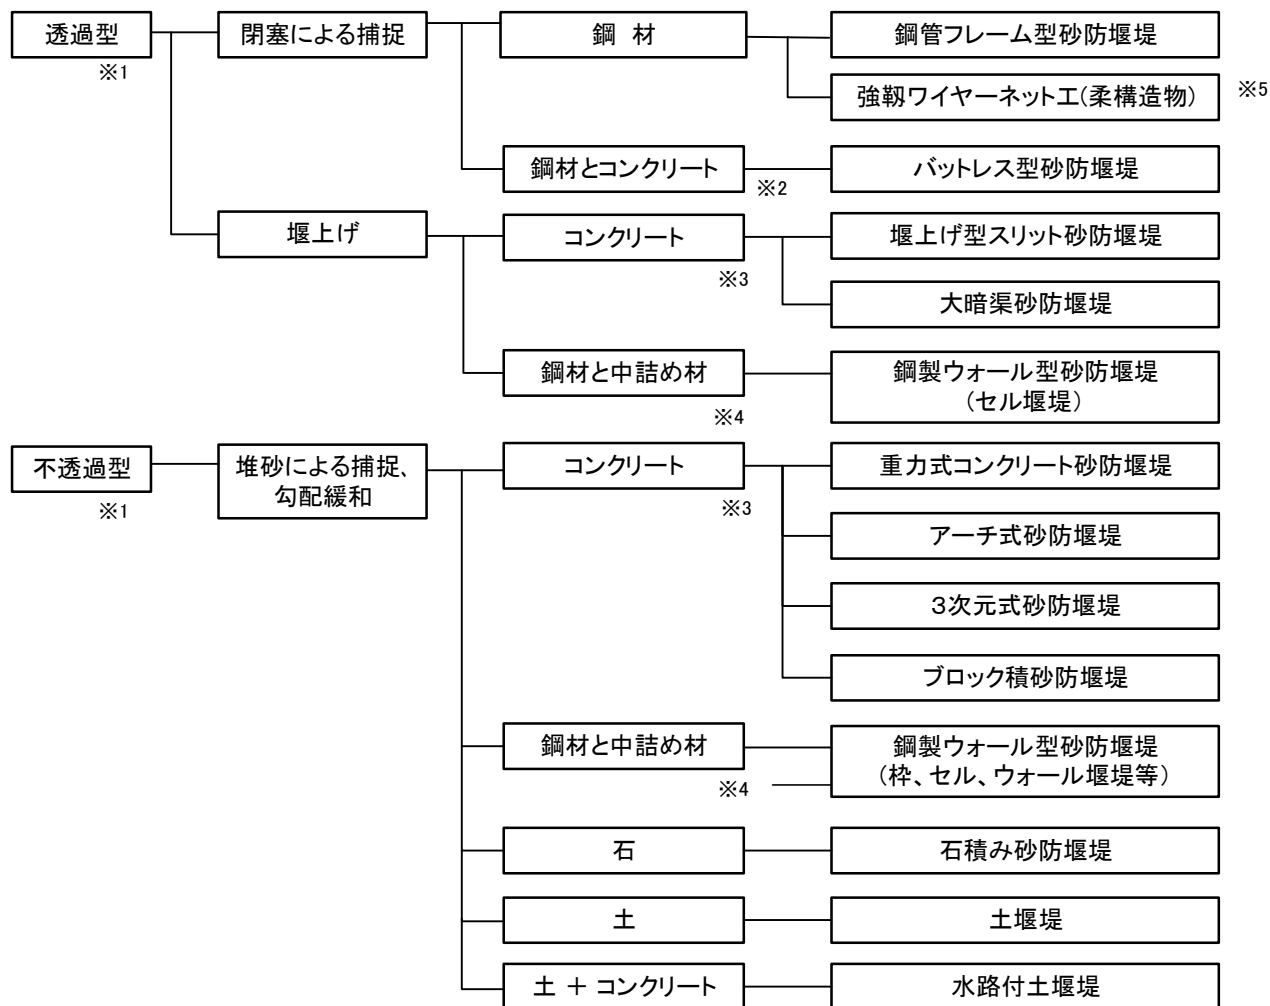 透過型
※1
閉塞による捕捉
鋼 材
鋼管フレーム型砂防堰堤
強靱ワイヤーネット工(柔構造物)
※5
鋼材とコンクリート
※2
バットレス型砂防堰堤
堰上げ
コンクリート
※3
堰上げ型スリット砂防堰堤
大暗渠砂防堰堤
鋼材と中詰め材
※4
鋼製ウォール型砂防堰堤
(セル堰堤)
不透過型
※1
堆砂による捕捉、
勾配緩和
コンクリート
※3
重力式コンクリート砂防堰堤
アーチ式砂防堰堤
3次元式砂防堰堤
ブロック積砂防堰堤
鋼材と中詰め材
※4
鋼製ウォール型砂防堰堤
(枠、セル、ウォール堰堤等)
石
石積み砂防堰堤
土
土堰堤
土 + コンクリート
水路付土堰堤